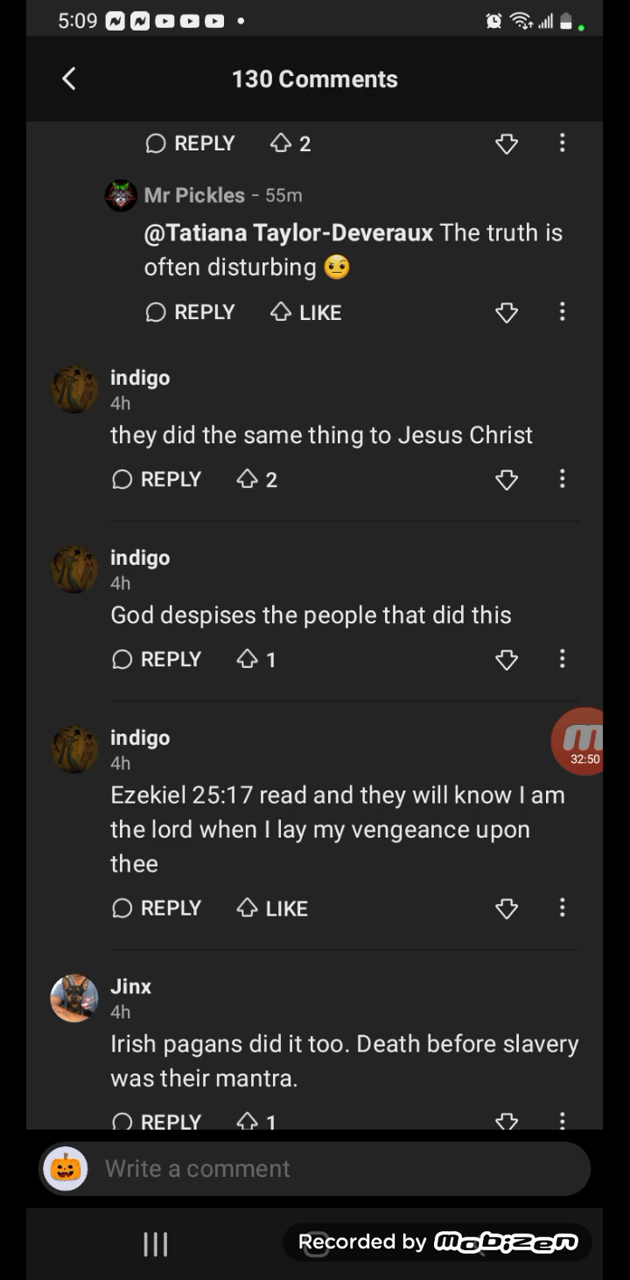 5:09
130 Comments
REPLY 2
Mr Pickles - 55m
@Tatiana Taylor-Deveraux The truth is
often disturbing 🤨
REPLY LIKE
indigo
4h
they did the same thing to Jesus Christ
REPLY 2
indigo
4h
God despises the people that did this
REPLY 1
indigo
4h
32:50
Ezekiel 25:17 read and they will know I am
the lord when I lay my vengeance upon
thee
REPLY LIKE
Jinx
4h
Irish pagans did it too. Death before slavery
was their mantra.
REPLY 1
Write a comment
Recorded by mobizen